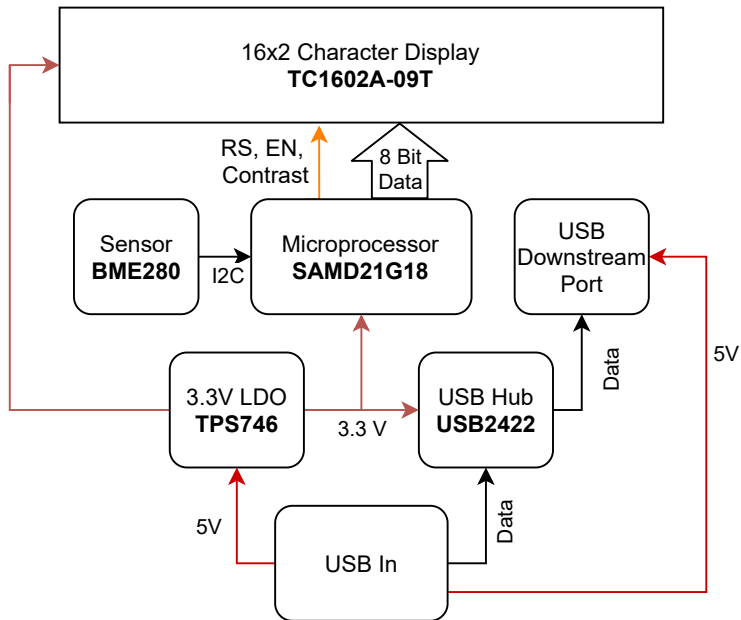 16x2 Character Display
TC1602A-09T
RS, EN,
Contrast
8 Bit
Data
Sensor
BME280
I2C
Microprocessor
SAMD21G18
USB
Downstream
Port
3.3V LDO
TPS746
3.3 V
USB Hub
USB2422
Data
5V
5V
USB In
Data